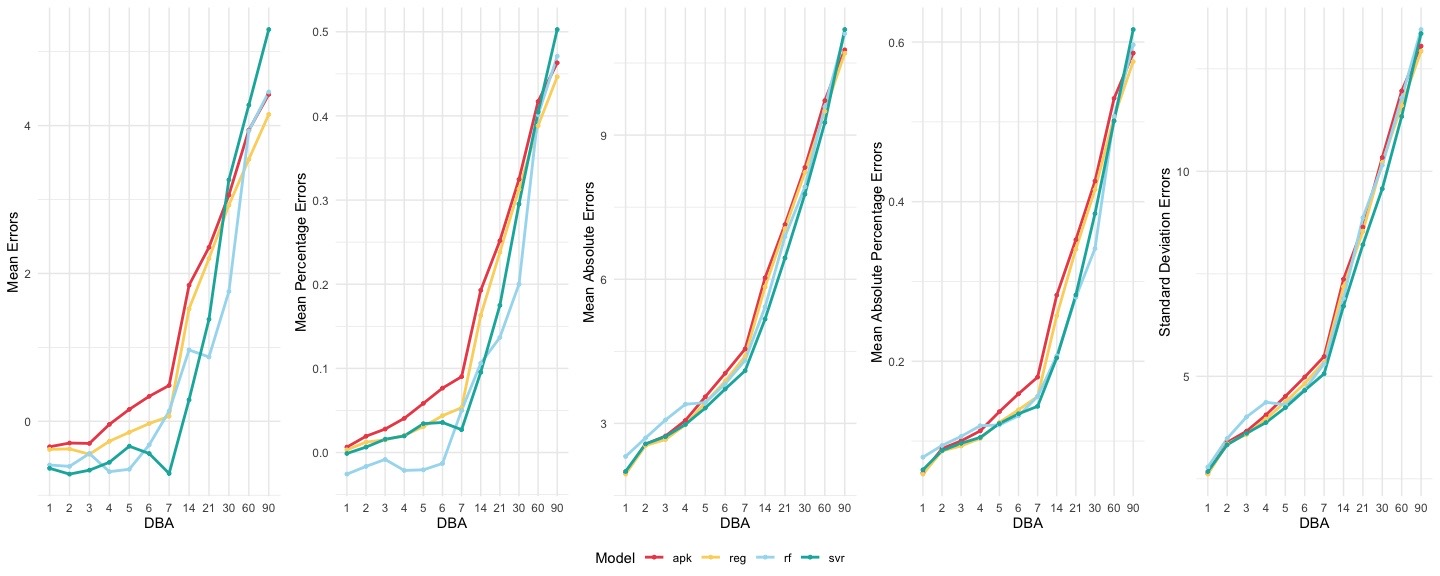 Mean Errors
4
2
0
1 2 3 4 5 6 7 14 21 30 60 90
DBA
Mean Percentage Errors
0.5
0.4
0.3
0.2
0.1
0.0
1 2 3 4 5 6 7 14 21 30 60 90
DBA
Mean Absolute Errors
9
6
3
1 2 3 4 5 6 7 14 21 30 60 90
DBA
Mean Absolute Percentage Errors
0.6
0.4
0.2
1 2 3 4 5 6 7 14 21 30 60 90
DBA
Standard Deviation Errors
10
5
1 2 3 4 5 6 7 14 21 30 60 90
DBA
Model apk reg rf svr